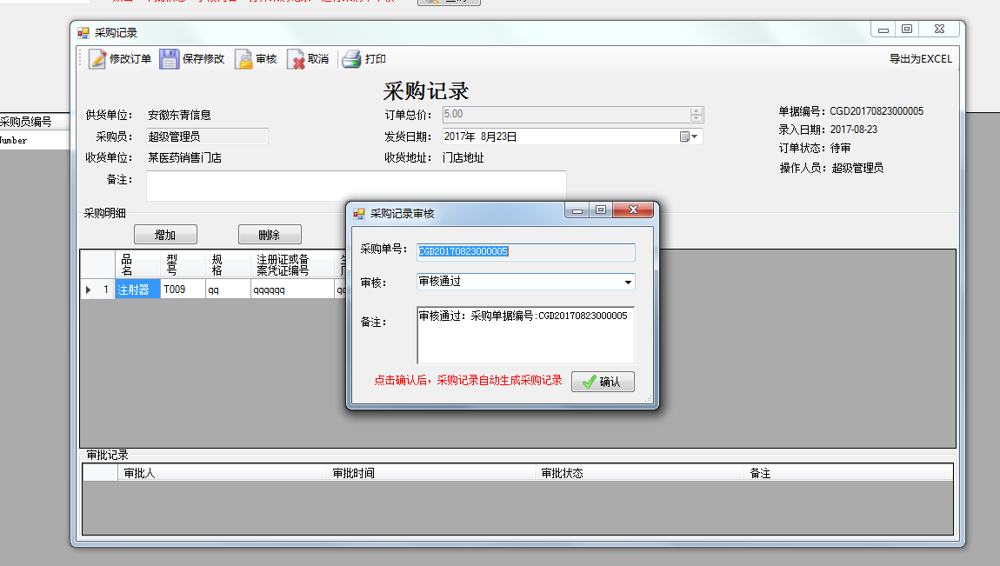 采购记录
修改订单 保存修改 审核 取消 打印 导出为EXCEL
采购记录
供货单位： 安徽东青信息 订单总价： 5.00 单据编号：CGD20170823000005
采购员编号
采购员： 超级管理员 发货日期： 2017年 8月23日 录入日期：2017-08-23
umber
收货单位： 某医药销售门店 收货地址： 门店地址 订单状态：待审
备注： 操作人员：超级管理员
采购明细
增加 删除
品名 型号 规格 注册证或备案凭证编号
1 注射器 T009 qq qqqqqq
采购记录审核
采购单号： CGD20170823000005
审核： 审核通过
备注： 审核通过：采购单据编号:CGD20170823000005
点击确认后，采购记录自动生成采购记录 确认
审批记录
审批人 审批时间 审批状态 备注